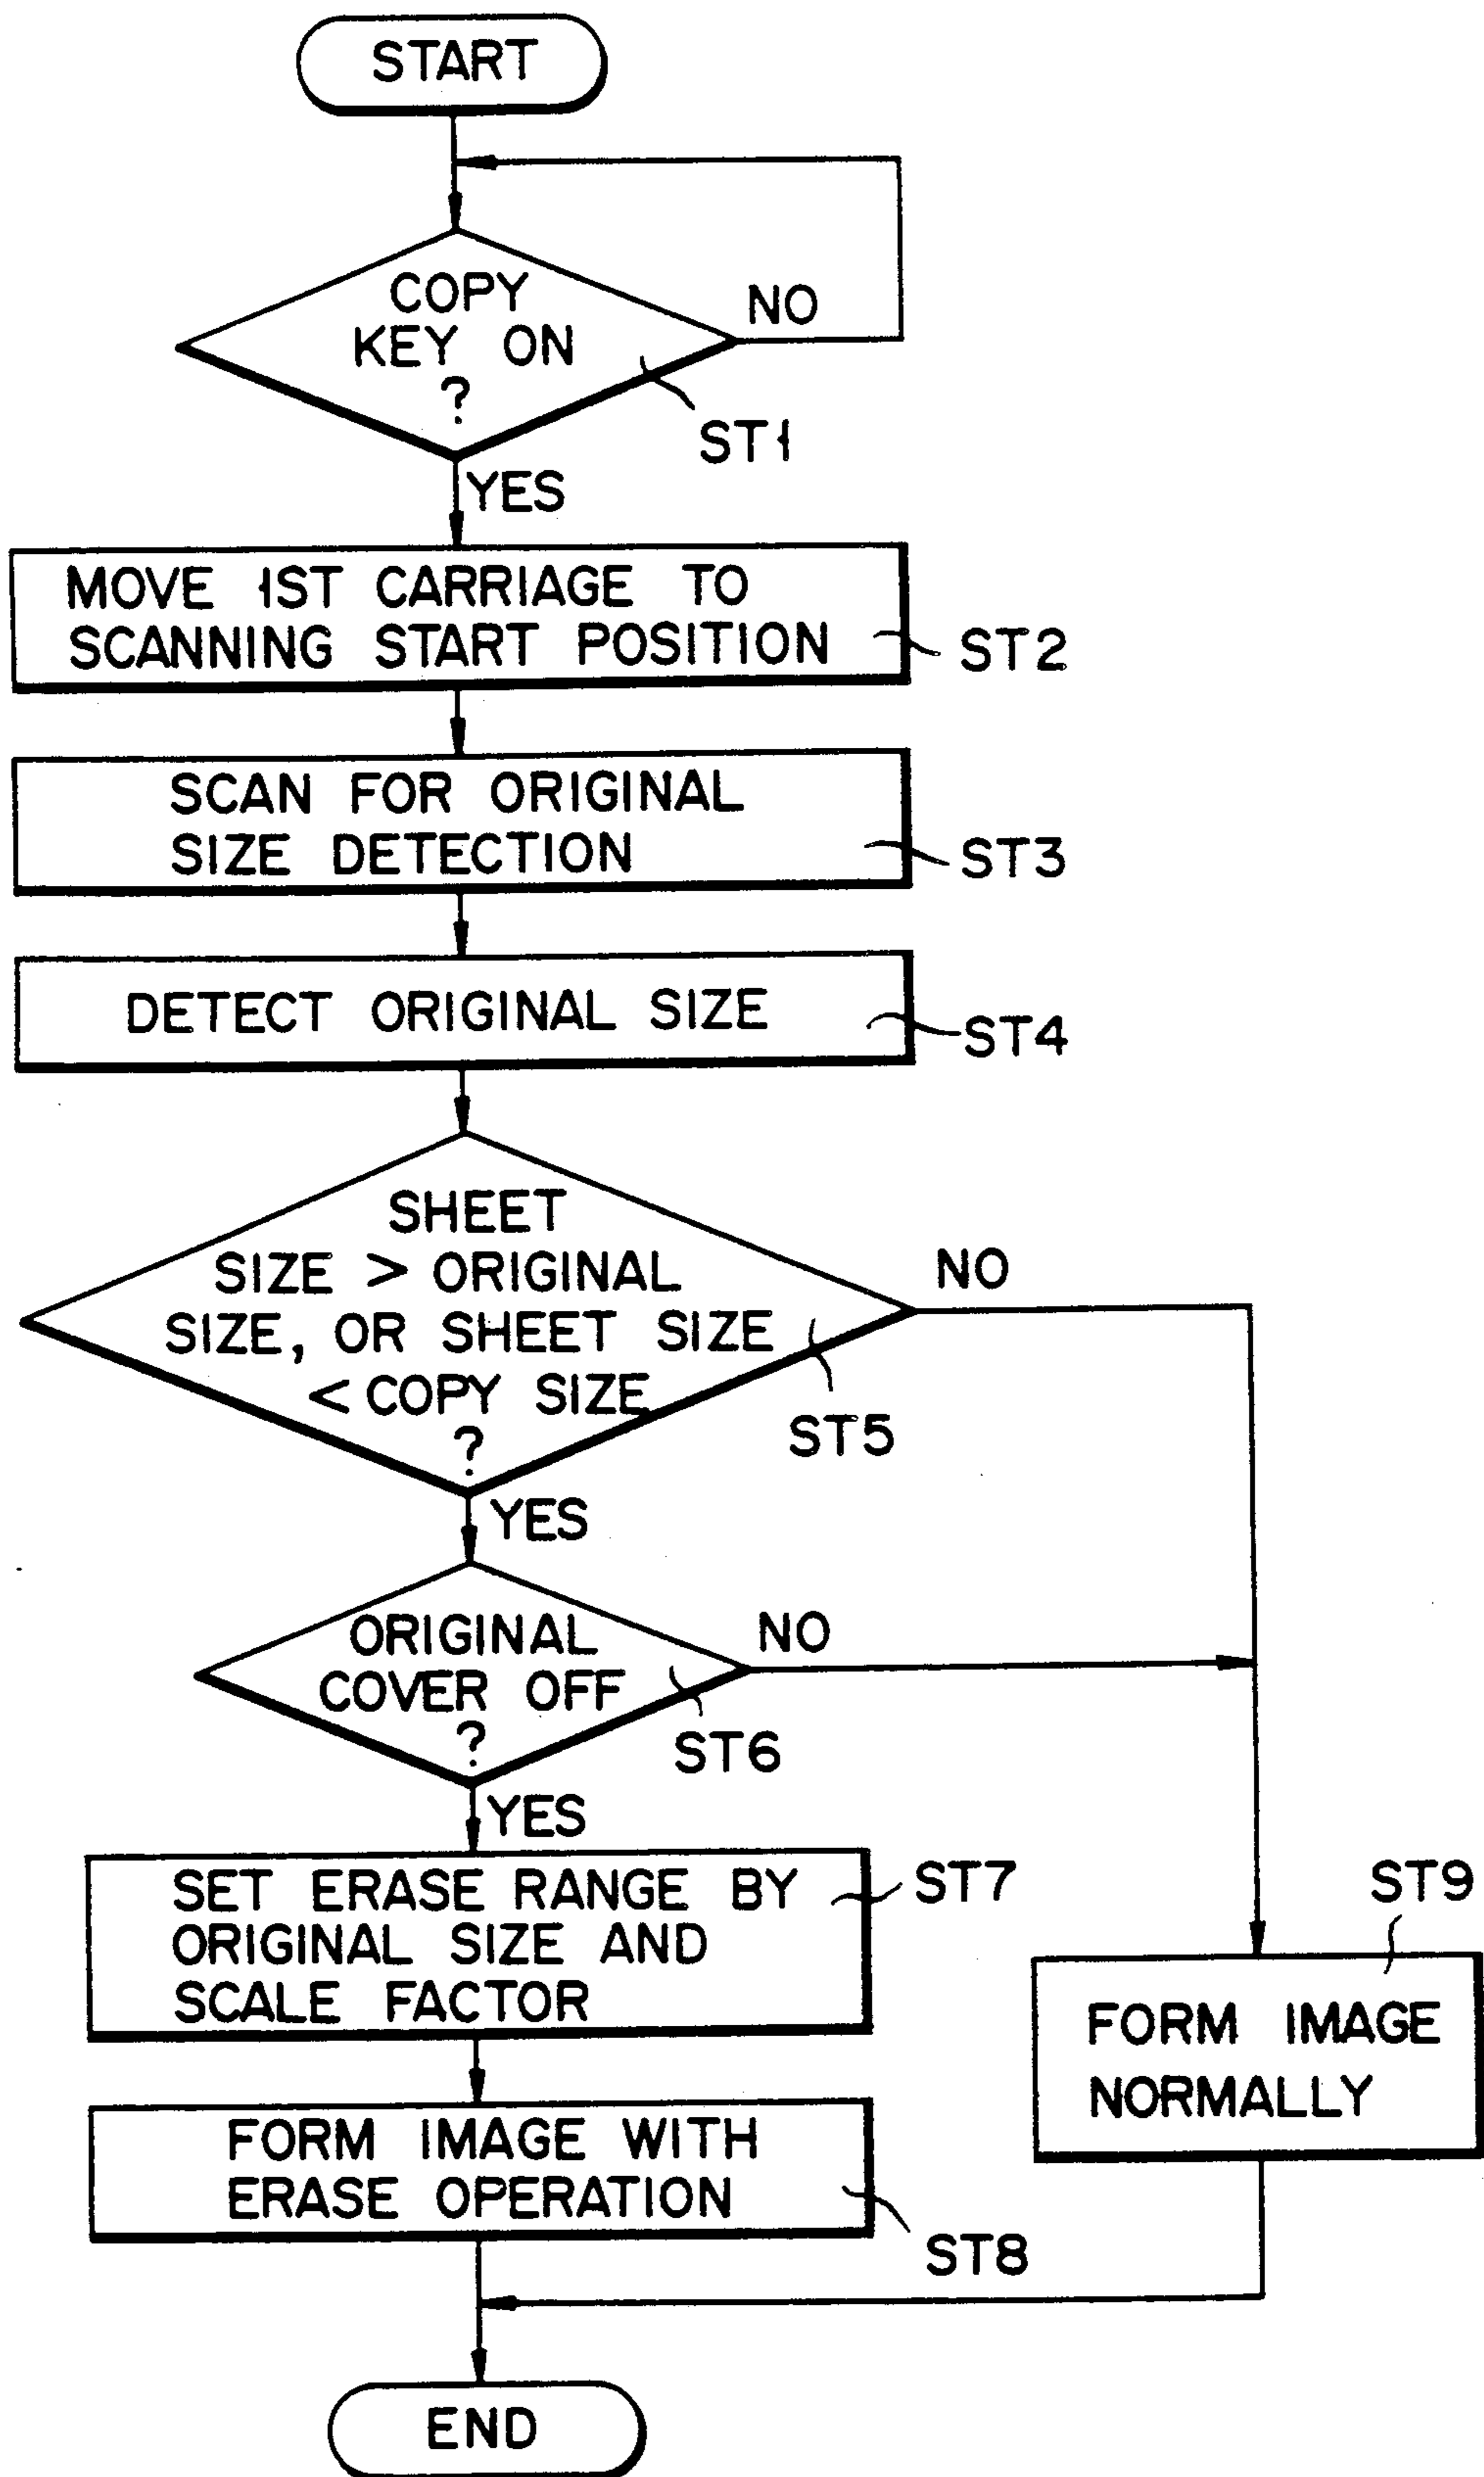 START
COPY
KEY ON
?
NO
ST1
YES
MOVE 1ST CARRIAGE TO
SCANNING START POSITION
ST2
SCAN FOR ORIGINAL
SIZE DETECTION
ST3
DETECT ORIGINAL SIZE
ST4
SHEET
SIZE > ORIGINAL
SIZE, OR SHEET SIZE
< COPY SIZE
?
NO
ST5
YES
ORIGINAL
COVER OFF
?
NO
ST6
YES
SET ERASE RANGE BY
ORIGINAL SIZE AND
SCALE FACTOR
ST7
ST9
FORM IMAGE
NORMALLY
FORM IMAGE WITH
ERASE OPERATION
ST8
END